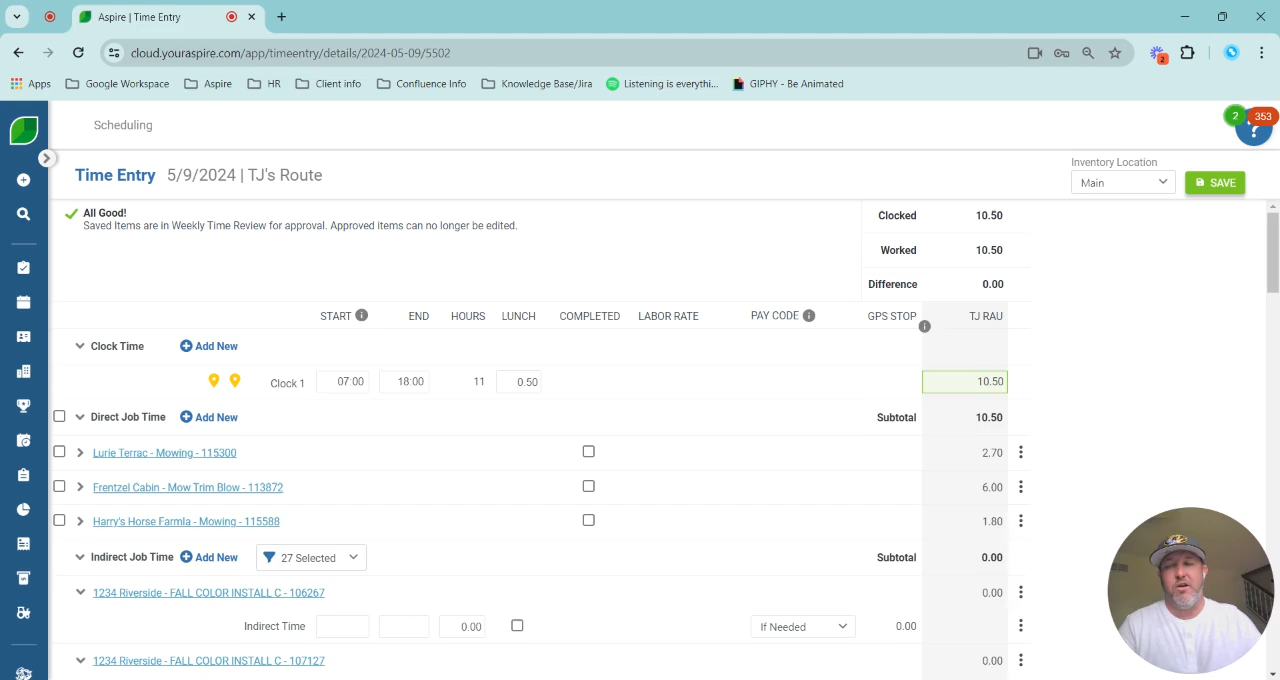 Aspire | Time Entry
cloud.youraspire.com/app/timeentry/details/2024-05-09/5502
2
Apps Google Workspace Aspire HR Client info Confluence Info Knowledge Base/Jira Listening is everythi... GIPHY - Be Animated
Scheduling
2 353
?
Time Entry 5/9/2024 | TJ's Route
Inventory Location
Main
SAVE
All Good!
Saved Items are in Weekly Time Review for approval. Approved items can no longer be edited.
Clocked 10.50
Worked 10.50
Difference 0.00
START END HOURS LUNCH COMPLETED LABOR RATE PAY CODE GPS STOP TJ RAU
Clock Time Add New
Clock 1 07:00 18:00 11 0.50 10.50
Direct Job Time Add New Subtotal 10.50
Lurie Terrac - Mowing - 115300 2.70
Frentzel Cabin - Mow Trim Blow - 113872 6.00
Harry's Horse Farmla - Mowing - 115588 1.80
Indirect Job Time Add New 27 Selected Subtotal 0.00
1234 Riverside - FALL COLOR INSTALL C - 106267 0.00
Indirect Time 0.00 If Needed 0.00
1234 Riverside - FALL COLOR INSTALL C - 107127 0.00